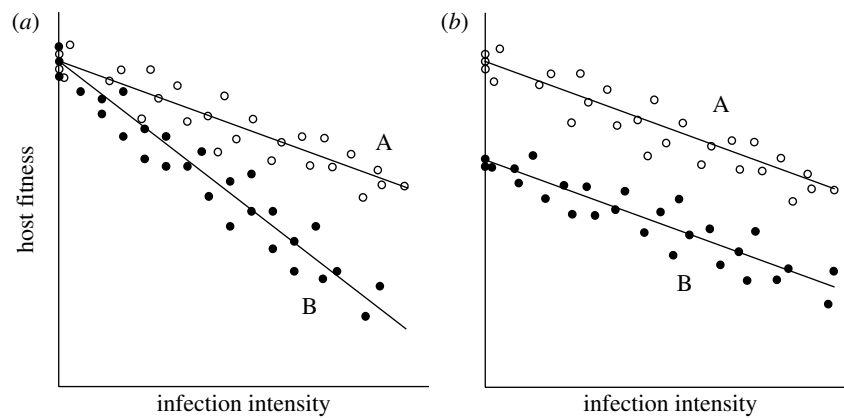 (a)
A
B
host fitness
infection intensity
(b)
A
B
infection intensity